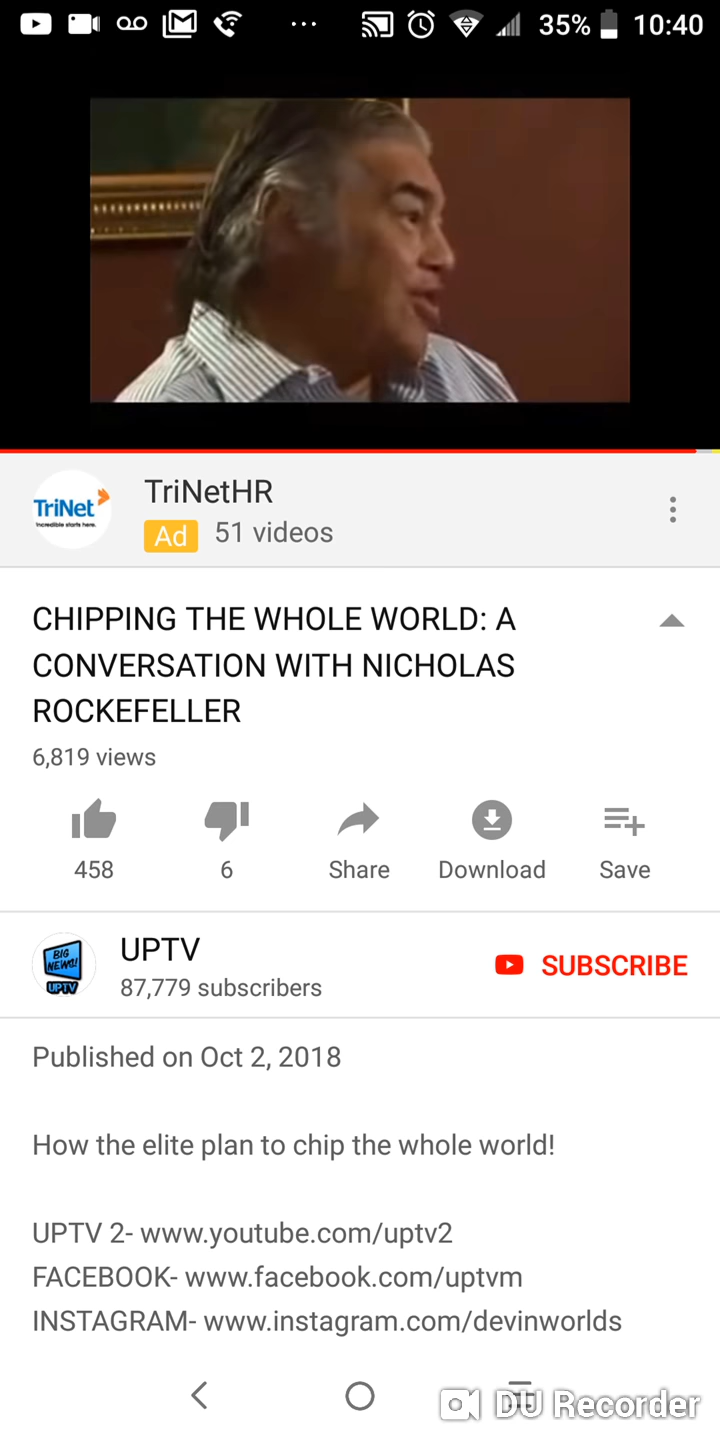 35% 10:40
TriNet
Incredible starts here.
TriNetHR
Ad 51 videos
CHIPPING THE WHOLE WORLD: A
CONVERSATION WITH NICHOLAS
ROCKEFELLER
6,819 views
458 6 Share Download Save
BIG
NEWS!
UPTV
UPTV
87,779 subscribers
SUBSCRIBE
Published on Oct 2, 2018
How the elite plan to chip the whole world!
UPTV 2- www.youtube.com/uptv2
FACEBOOK- www.facebook.com/uptvm
INSTAGRAM- www.instagram.com/devinworlds
DU Recorder